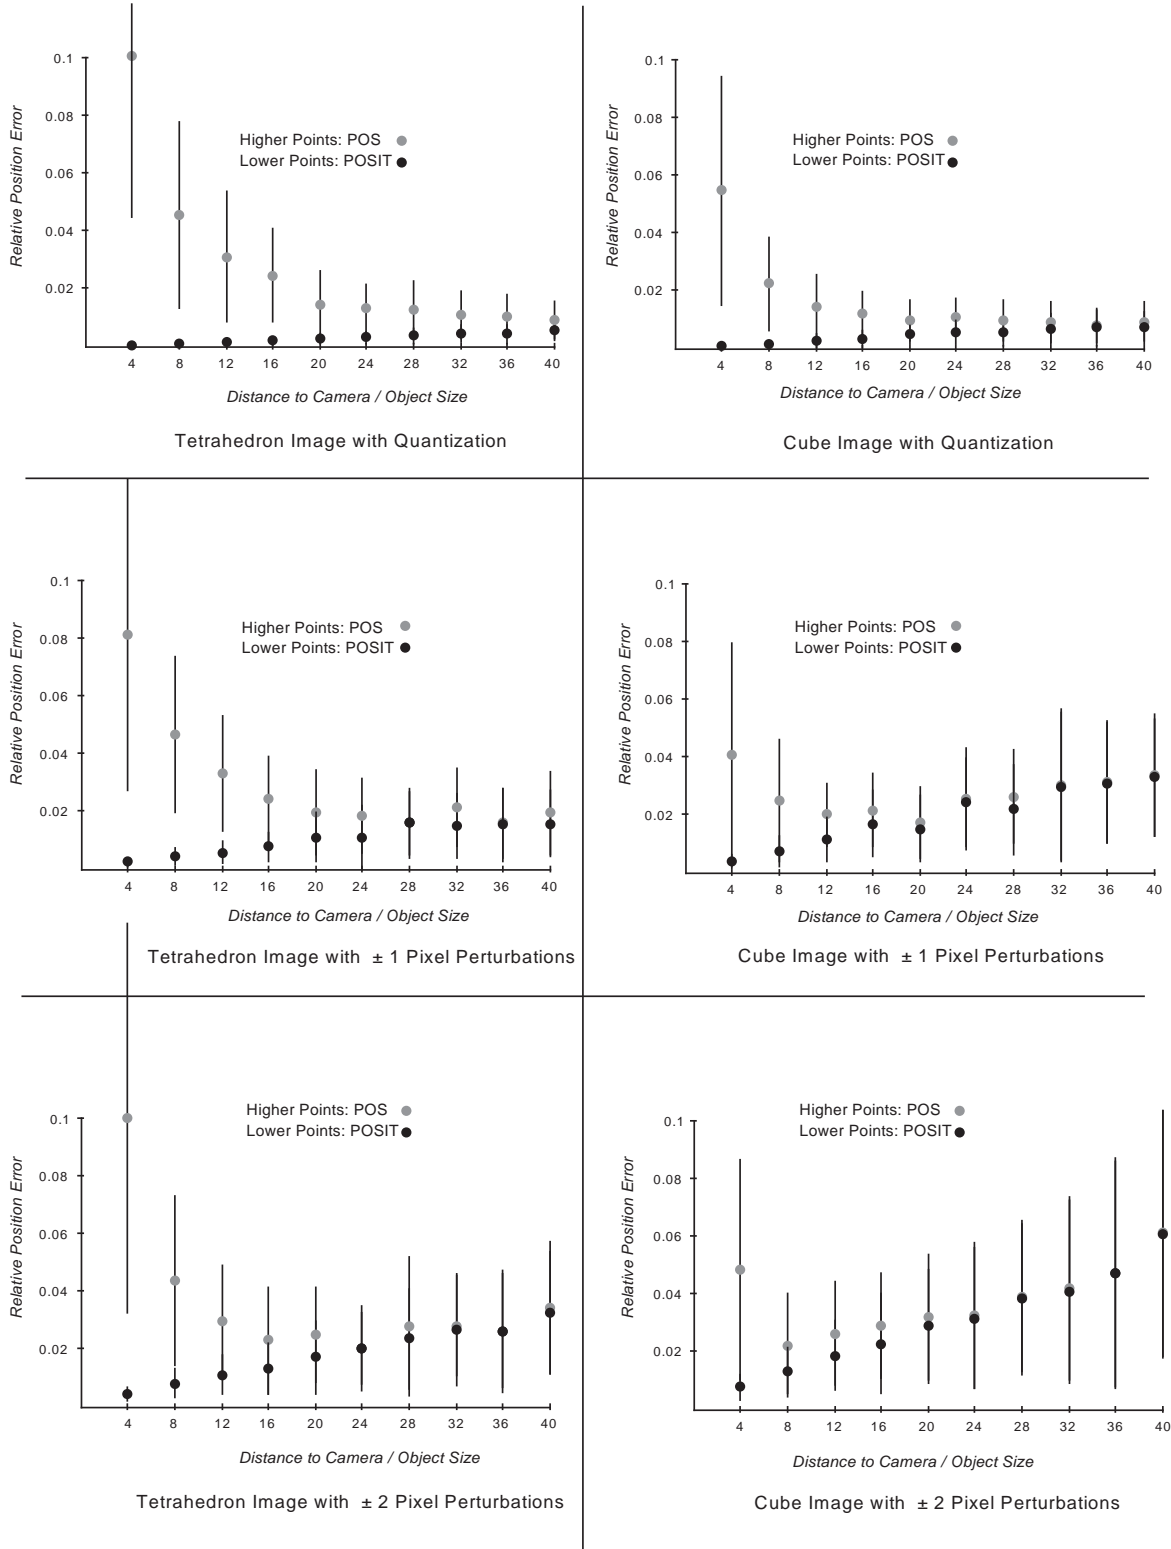 0.1
0.08
0.06
0.04
0.02
Relative Position Error
Higher Points: POS
Lower Points: POSIT
4 8 12 16 20 24 28 32 36 40
Distance to Camera / Object Size
Tetrahedron Image with Quantization
0.1
0.08
0.06
0.04
0.02
Relative Position Error
Higher Points: POS
Lower Points: POSIT
4 8 12 16 20 24 28 32 36 40
Distance to Camera / Object Size
Cube Image with Quantization
0.1
0.08
0.06
0.04
0.02
Relative Position Error
Higher Points: POS
Lower Points: POSIT
4 8 12 16 20 24 28 32 36 40
Distance to Camera / Object Size
Tetrahedron Image with ± 1 Pixel Perturbations
0.1
0.08
0.06
0.04
0.02
Relative Position Error
Higher Points: POS
Lower Points: POSIT
4 8 12 16 20 24 28 32 36 40
Distance to Camera / Object Size
Cube Image with ± 1 Pixel Perturbations
0.1
0.08
0.06
0.04
0.02
Relative Position Error
Higher Points: POS
Lower Points: POSIT
4 8 12 16 20 24 28 32 36 40
Distance to Camera / Object Size
Tetrahedron Image with ± 2 Pixel Perturbations
0.1
0.08
0.06
0.04
0.02
Relative Position Error
Higher Points: POS
Lower Points: POSIT
4 8 12 16 20 24 28 32 36 40
Distance to Camera / Object Size
Cube Image with ± 2 Pixel Perturbations